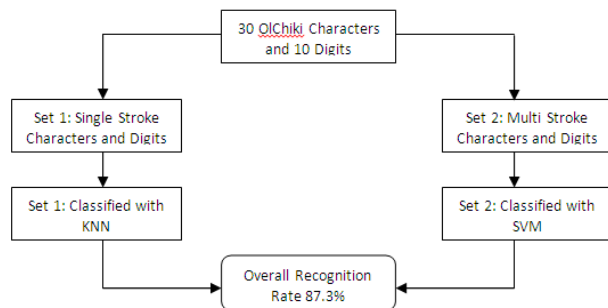 30 OlChiki Characters
and 10 Digits
Set 1: Single Stroke
Characters and Digits
Set 2: Multi Stroke
Characters and Digits
Set 1: Classified with
KNN
Set 2: Classified with
SVM
Overall Recognition
Rate 87.3%